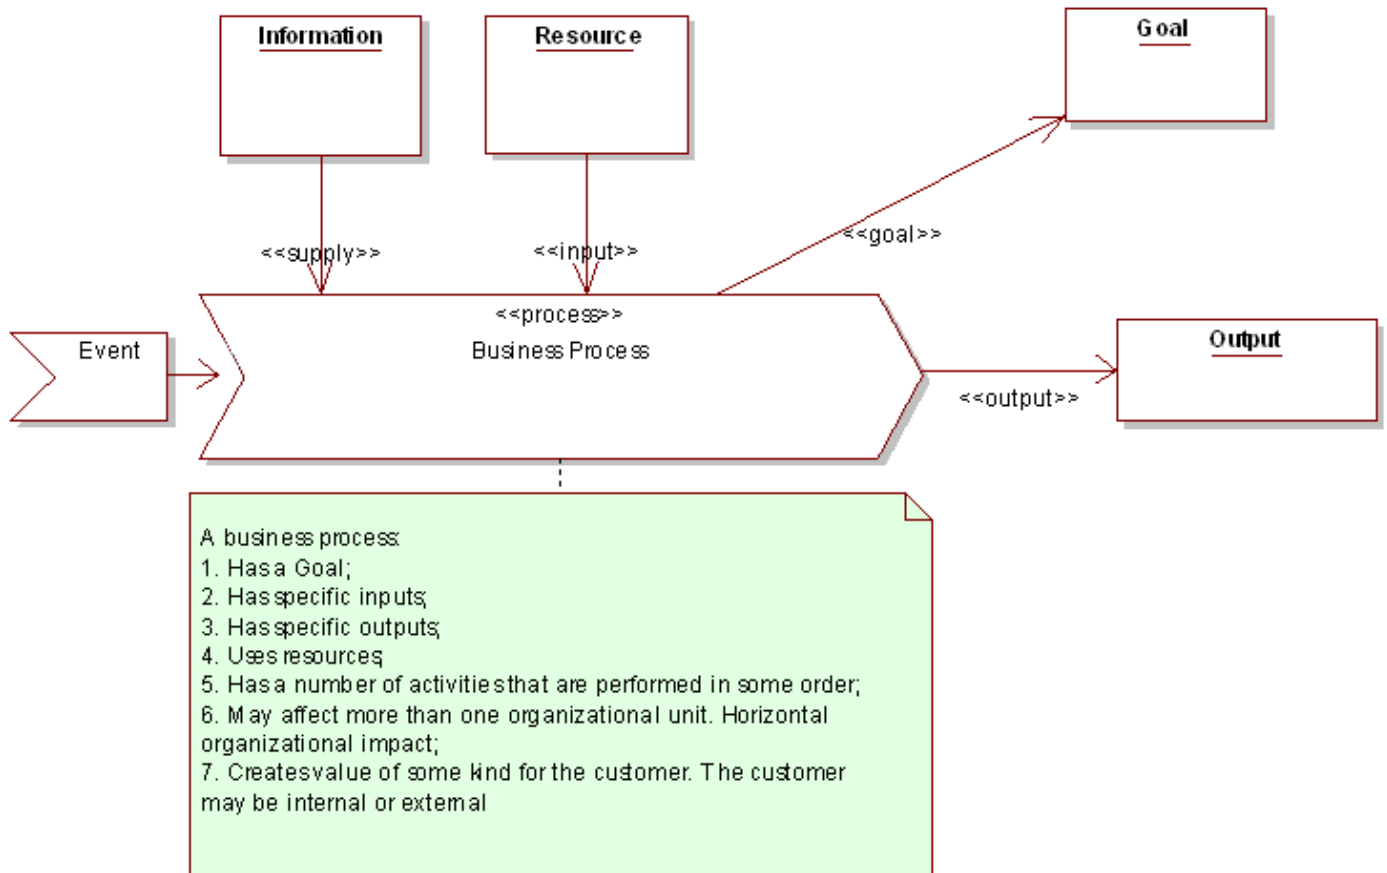 Information
Resource
Goal
<<supply>>
<<input>>
<<goal>>
<<process>>
Event
Business Process
Output
<<output>>
A business process:
1. Has a Goal;
2. Has specific inputs;
3. Has specific outputs;
4. Uses resources;
5. Has a number of activities that are performed in some order;
6. May affect more than one organizational unit. Horizontal
organizational impact;
7. Creates value of some kind for the customer. The customer
may be internal or external